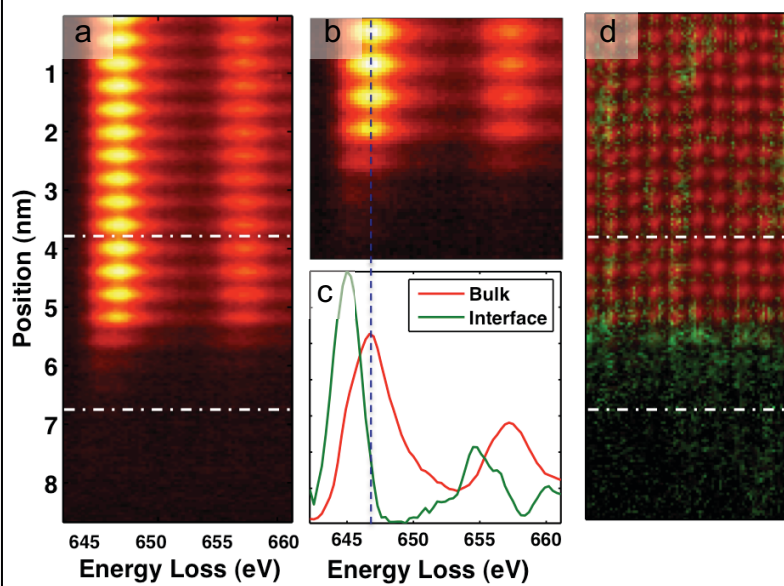 a
b
d
1
2
3
4
5
6
7
8
Position (nm)
c
Bulk
Interface
645 650 655 660
Energy Loss (eV)
645 650 655 660
Energy Loss (eV)